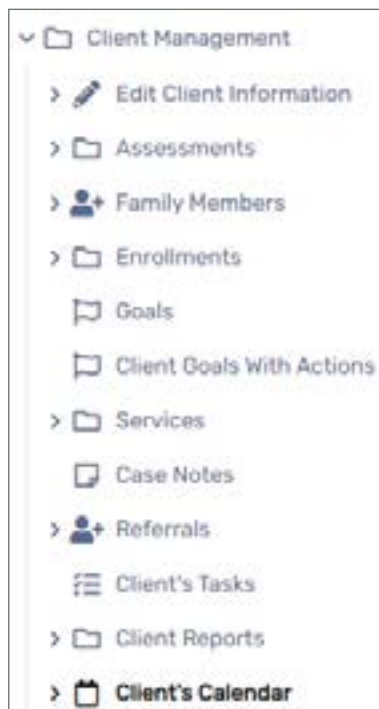 Client Management
Edit Client Information
Assessments
Family Members
Enrollments
Goals
Client Goals With Actions
Services
Case Notes
Referrals
Client's Tasks
Client Reports
Client's Calendar